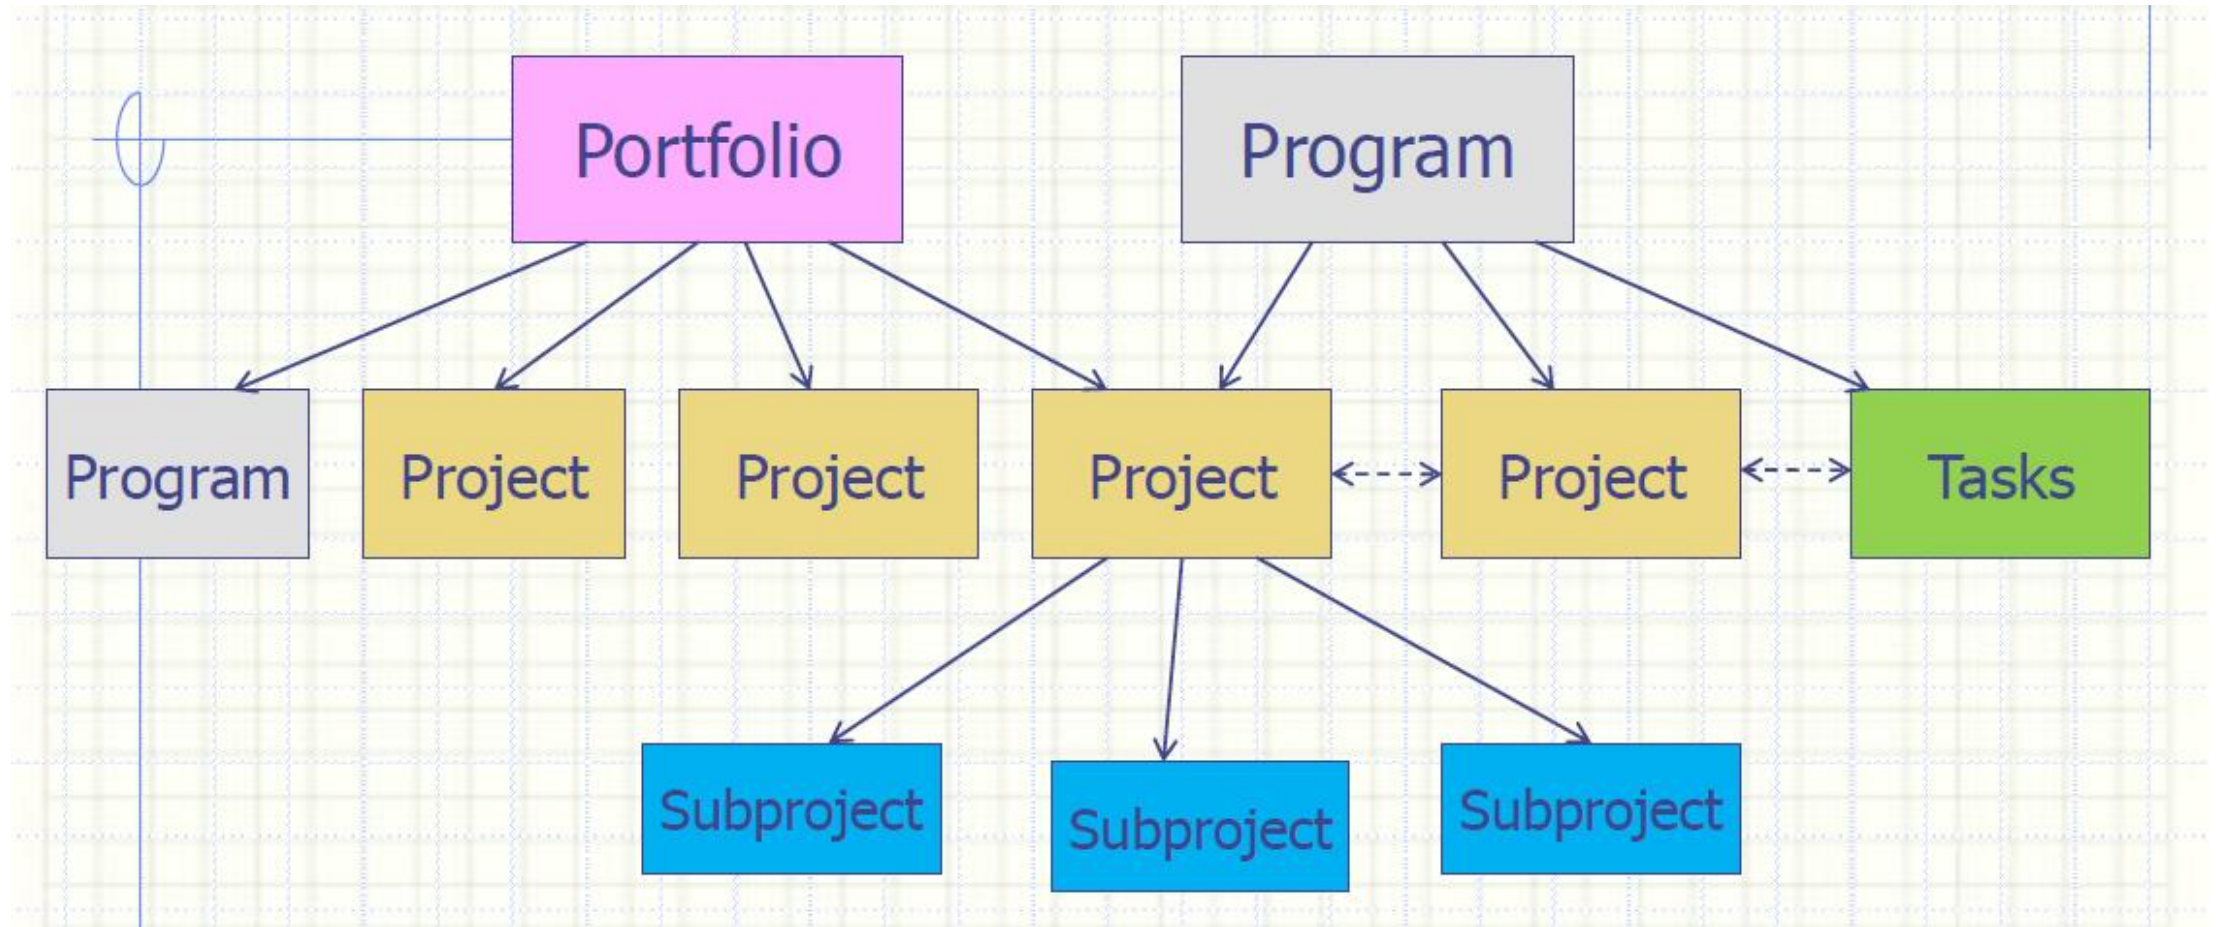 Portfolio
Program
Program
Project
Project
Project
Project
Tasks
Subproject
Subproject
Subproject